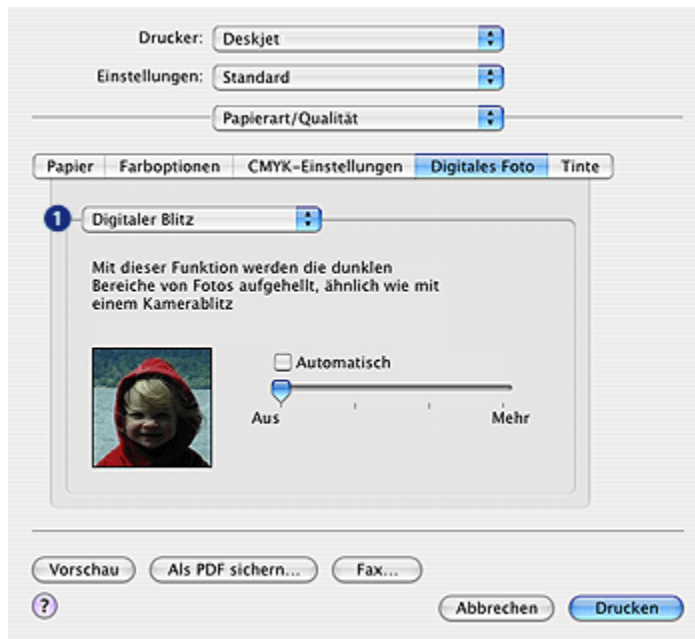 Drucker: Deskjet
Einstellungen: Standard
Papierart/Qualität
Papier Farboptionen CMYK-Einstellungen Digitales Foto Tinte
1 Digitaler Blitz
Mit dieser Funktion werden die dunklen
Bereiche von Fotos aufgehellt, ähnlich wie mit
einem Kamerablitz
Automatisch
Aus Mehr
Vorschau Als PDF sichern... Fax...
? Abbrechen Drucken